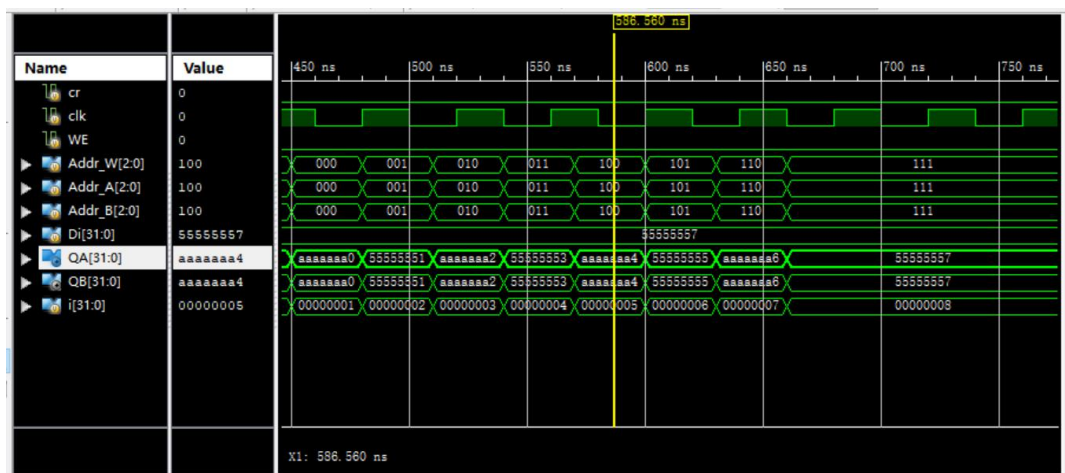 586.560 ns
Name Value 450 ns 500 ns 550 ns 600 ns 650 ns 700 ns 750 ns
cr 0
clk 0
WE 0
Addr_W[2:0] 100 000 001 010 011 100 101 110 111
Addr_A[2:0] 100 000 001 010 011 100 101 110 111
Addr_B[2:0] 100 000 001 010 011 100 101 110 111
Di[31:0] 55555557 55555557
QA[31:0] aaaaaaa4 aaaaaaa0 55555551 aaaaaaa2 55555553 aaaaaaa4 55555555 aaaaaaa6 55555557
QB[31:0] aaaaaaa4 aaaaaaa0 55555551 aaaaaaa2 55555553 aaaaaaa4 55555555 aaaaaaa6 55555557
i[31:0] 00000005 00000001 00000002 00000003 00000004 00000005 00000006 00000007 00000008
X1: 586.560 ns